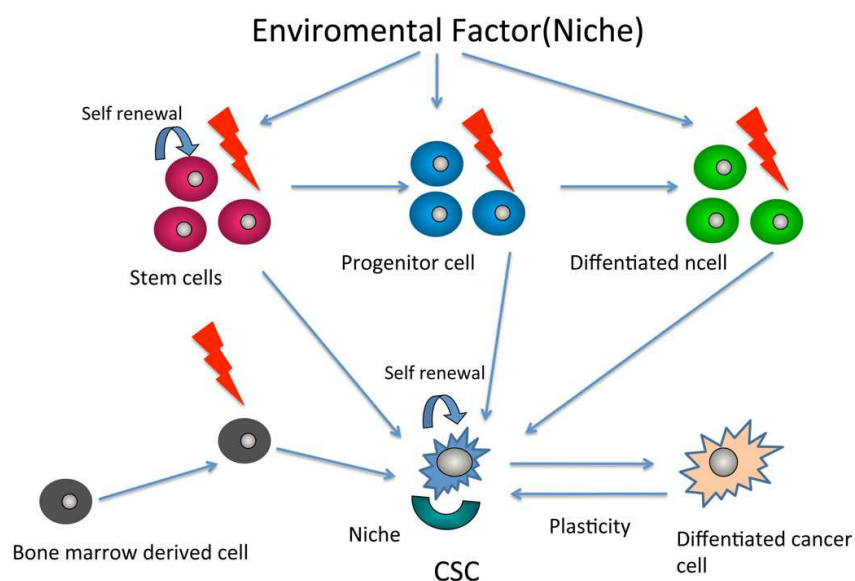 Enviromental Factor(Niche)
Self renewal
Stem cells
Progenitor cell
Diffentiated ncell
Self renewal
Bone marrow derived cell
Niche
CSC
Plasticity
Diffentiated cancer
cell